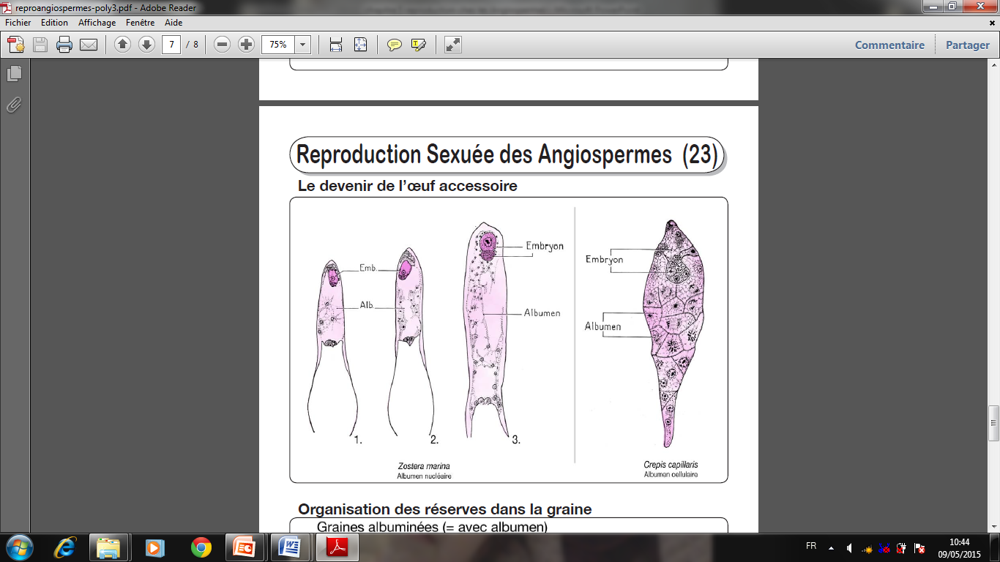 reproangiospermes-poly3.pdf - Adobe Reader
Fichier Edition Affichage Fenêtre Aide
7 / 8 75% Commentaire Partager
Reproduction Sexuée des Angiospermes (23)
Le devenir de l'œuf accessoire
Emb.
Alb.
Embryon
Albumen
1.
2.
3.
Zostera marina
Albumen nucléaire
Embryon
Albumen
Crepis capillaris
Albumen cellulaire
Organisation des réserves dans la graine
Graines albuminées (= avec albumen)
FR
10:44
09/05/2015